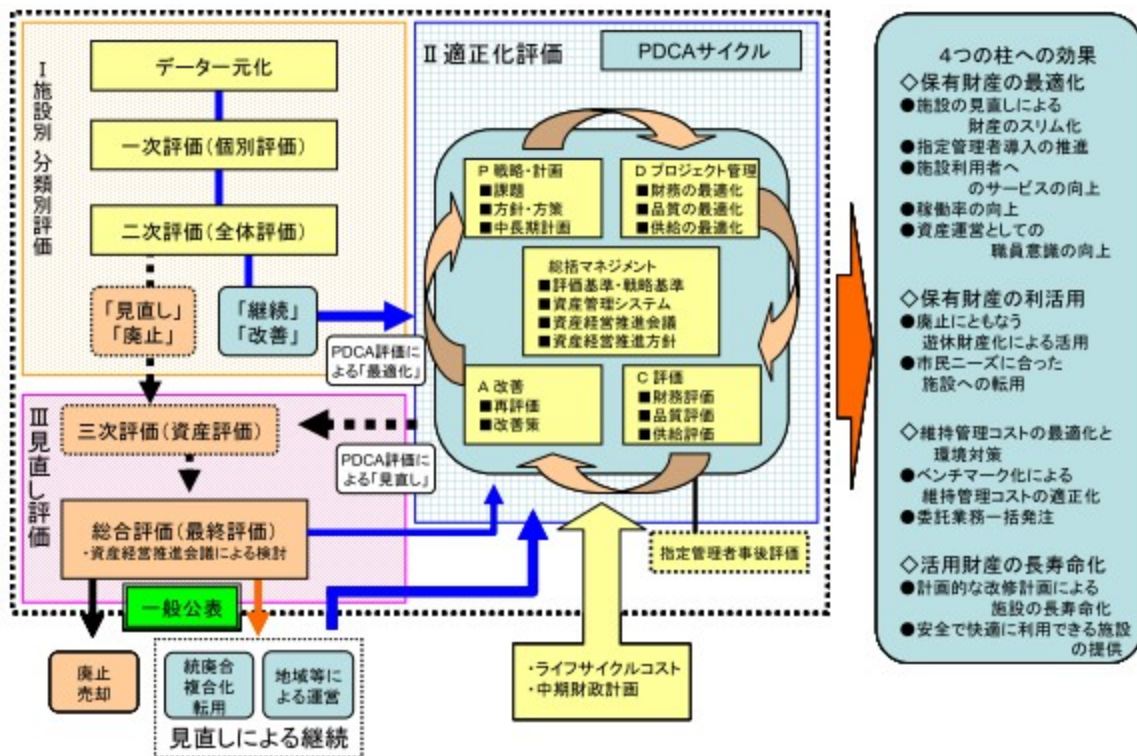 Ⅰ施設別、分類別評価
データ一元化
一次評価(個別評価)
二次評価(全体評価)
「見直し」
「廃止」
「継続」
「改善」
PDCA評価に
よる「最適化」
Ⅱ適正化評価
PDCAサイクル
P 戦略・計画
■課題
■方針・方策
■中長期計画
D プロジェクト管理
■財務の最適化
■品質の最適化
■供給の最適化
総括マネジメント
■評価基準・戦略基準
■資産管理システム
■資産経営推進会議
■資産経営推進方針
A 改善
■再評価
■改善策
C 評価
■財務評価
■品質評価
■供給評価
Ⅲ見直し評価
三次評価(資産評価)
PDCA評価に
よる「見直し」
総合評価(最終評価)
・資産経営推進会議による検討
一般公表
指定管理者事後評価
廃止
売却
統廃合
複合化
転用
地域等
による運営
見直しによる継続
・ライフサイクルコスト
・中期財政計画
4つの柱への効果
◇保有財産の最適化
●施設の見直しによる
財産のスリム化
●指定管理者導入の推進
●施設利用者へ
のサービスの向上
●稼働率の向上
●資産運営としての
職員意識の向上
◇保有財産の利活用
●廃止にともなう
遊休財産化による活用
●市民ニーズに合った
施設への転用
◇維持管理コストの最適化と
環境対策
●ベンチマーク化による
維持管理コストの適正化
●委託業務一括発注
◇活用財産の長寿命化
●計画的な改修計画による
施設の長寿命化
●安全で快適に利用できる施設
の提供